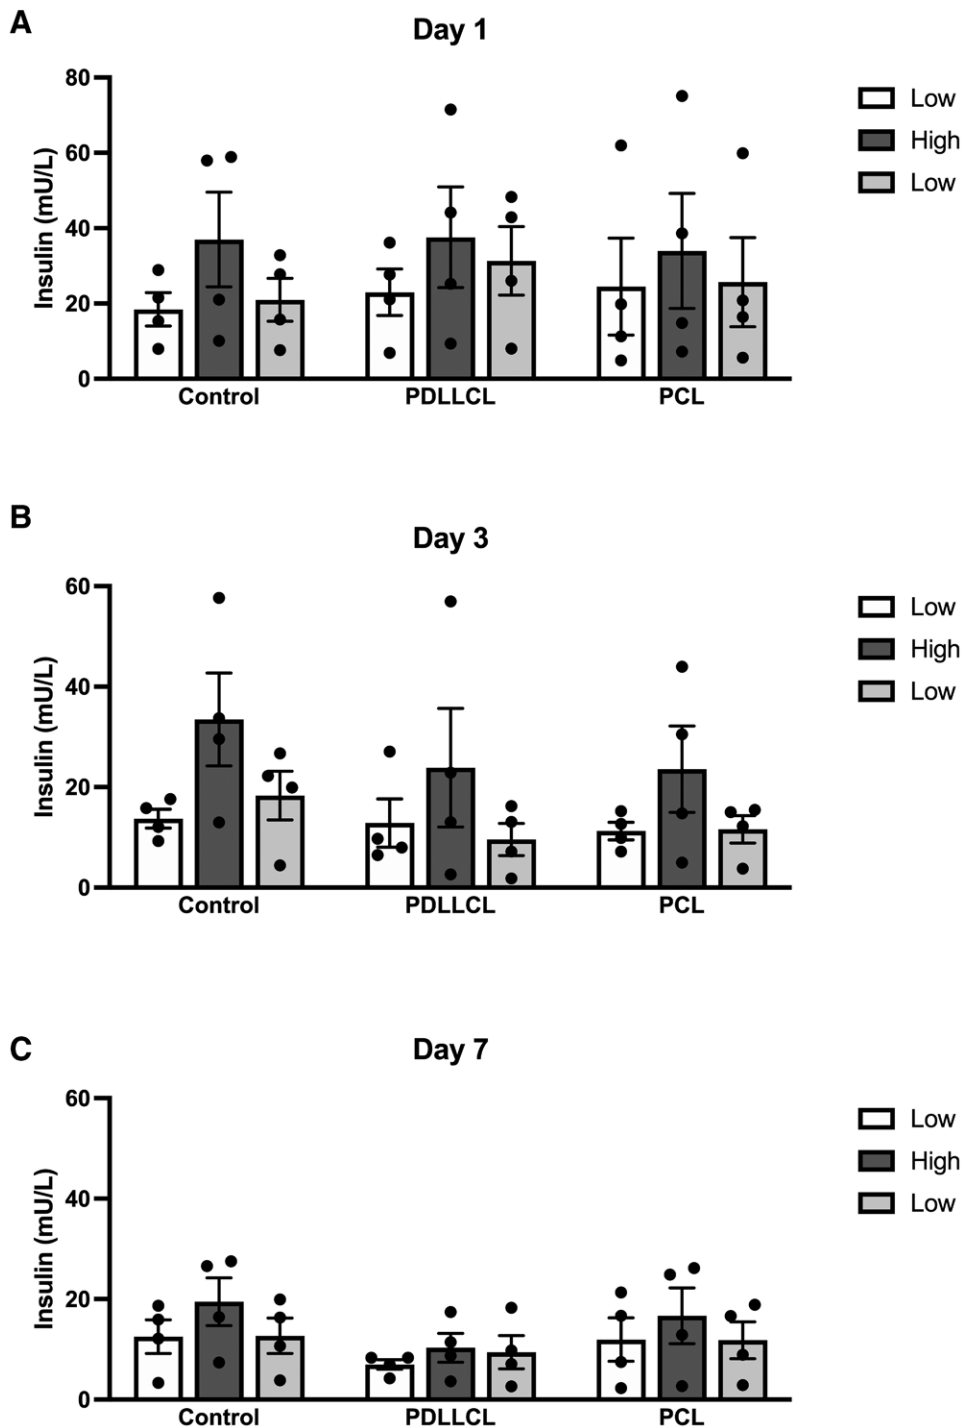 A
Day 1
Insulin (mU/L)
80
60
40
20
0
Control
PDLLCL
PCL
Low
High
Low
B
Day 3
Insulin (mU/L)
60
40
20
0
Control
PDLLCL
PCL
Low
High
Low
C
Day 7
Insulin (mU/L)
60
40
20
0
Control
PDLLCL
PCL
Low
High
Low